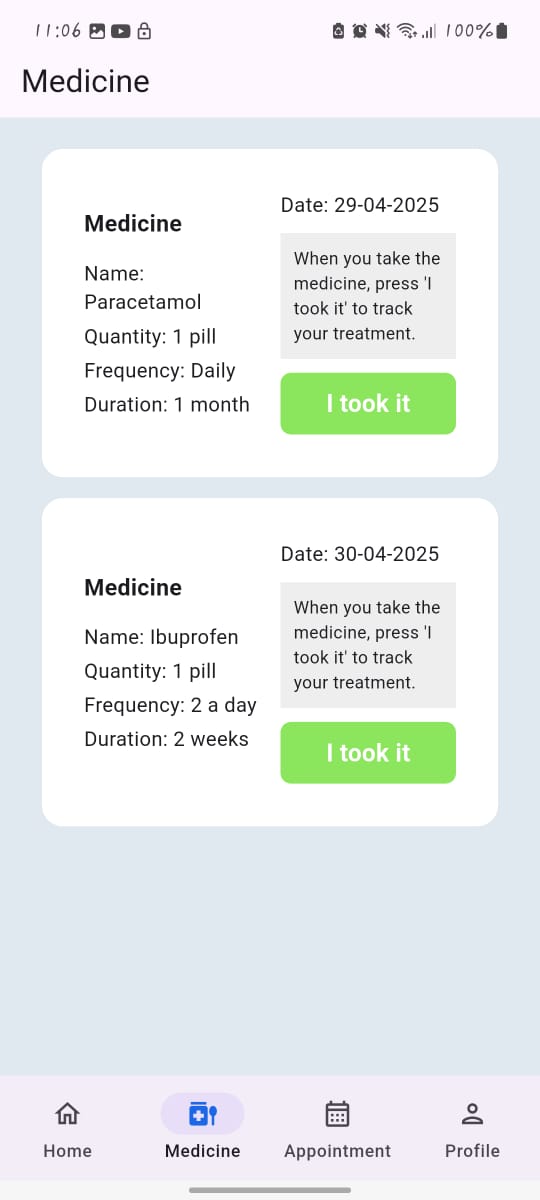 11:06
100%
Medicine
Medicine
Name:
Paracetamol
Quantity: 1 pill
Frequency: Daily
Duration: 1 month
Date: 29-04-2025
When you take the
medicine, press 'I
took it' to track
your treatment.
I took it
Medicine
Name: Ibuprofen
Quantity: 1 pill
Frequency: 2 a day
Duration: 2 weeks
Date: 30-04-2025
When you take the
medicine, press 'I
took it' to track
your treatment.
I took it
Home
Medicine
Appointment
Profile